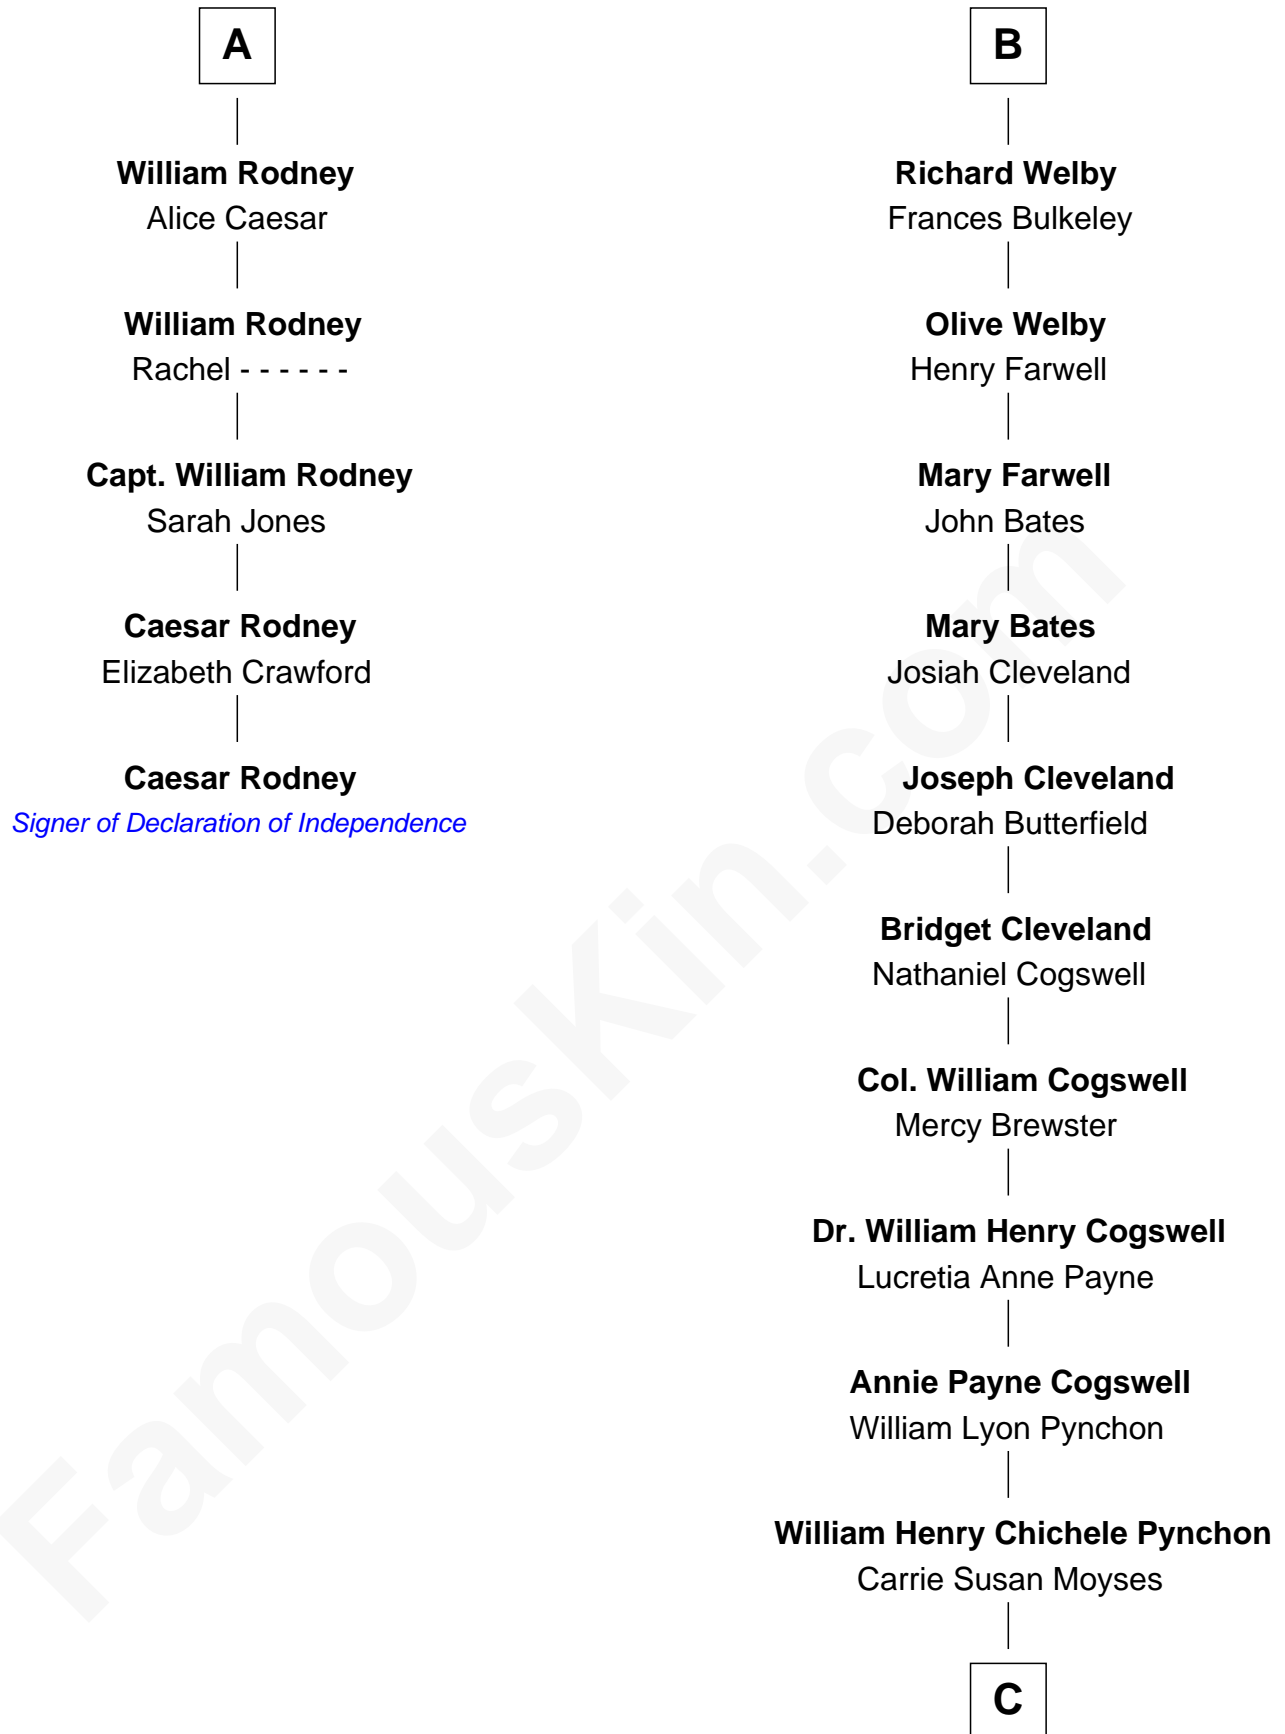 A
William Rodney
Alice Caesar
William Rodney
Rachel - - - - - -
Capt. William Rodney
Sarah Jones
Caesar Rodney
Elizabeth Crawford
Caesar Rodney
Signer of Declaration of Independence
B
Richard Welby
Frances Bulkeley
Olive Welby
Henry Farwell
Mary Farwell
John Bates
Mary Bates
Josiah Cleveland
Joseph Cleveland
Deborah Butterfield
Bridget Cleveland
Nathaniel Cogswell
Col. William Cogswell
Mercy Brewster
Dr. William Henry Cogswell
Lucretia Anne Payne
Annie Payne Cogswell
William Lyon Pynchon
William Henry Chichele Pynchon
Carrie Susan Moyses
C
FamousKin.com